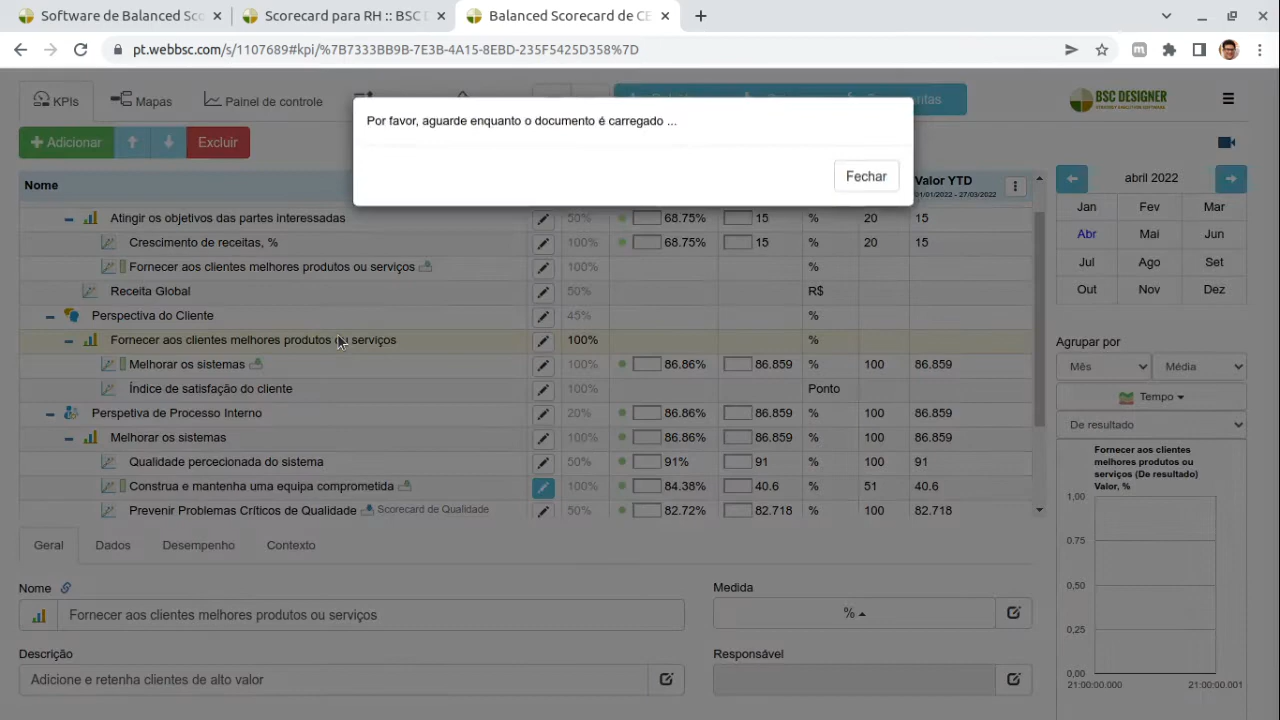 Software de Balanced Sco
Scorecard para RH :: BSC D
Balanced Scorecard de CE
pt.webbsc.com/s/1107689#kpi/%7B7333BB9B-7E3B-4A15-8EBD-235F5425D358%7D
KPIs
Mapas
Painel de controle
BSC DESIGNER
Por favor, aguarde enquanto o documento é carregado ...
Fechar
Adicionar
Excluir
Nome
Valor YTD
01/01/2022 - 27/03/2022
Atingir os objetivos das partes interessadas 50% 68.75% 15 % 20 15
Crescimento de receitas, % 100% 68.75% 15 % 20 15
Fornecer aos clientes melhores produtos ou serviços 100% %
Receita Global 50% R$
Perspectiva do Cliente 45%
Fornecer aos clientes melhores produtos ou serviços 100% %
Melhorar os sistemas 100% 86.86% 86.859 % 100 86.859
Índice de satisfação do cliente 100% Ponto
Perspetiva de Processo Interno 20% 86.86% 86.859 % 100 86.859
Melhorar os sistemas 100% 86.86% 86.859 % 100 86.859
Qualidade percecionada do sistema 50% 91% 91 % 100 91
Construa e mantenha uma equipa comprometida 100% 84.38% 40.6 % 51 40.6
Prevenir Problemas Críticos de Qualidade Scorecard de Qualidade 50% 82.72% 82.718 % 100 82.718
abril 2022
Jan Fev Mar
Abr Mai Jun
Jul Ago Set
Out Nov Dez
Agrupar por
Mês Média
Tempo
De resultado
Fornecer aos clientes
melhores produtos ou
serviços (De resultado)
Valor, %
1,00
0,75
0,50
0,25
0,00
21:00:00.000 21:00:00.001
Geral Dados Desempenho Contexto
Nome
Fornecer aos clientes melhores produtos ou serviços
Medida
%
Descrição
Adicione e retenha clientes de alto valor
Responsável